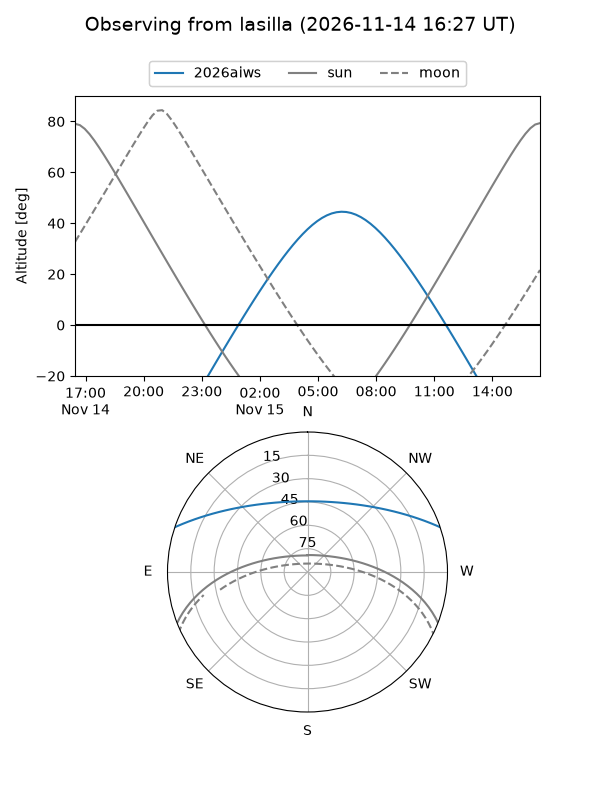 Observing from lasilla (2026-11-14 16:27 UT)
2026aiws sun moon
80
60
40
20
0
−20
Altitude [deg]
17:00 20:00 23:00 02:00 05:00 08:00 11:00 14:00
Nov 14 Nov 15
N
NE NW
15
30
45
60
75
E W
SE SW
S